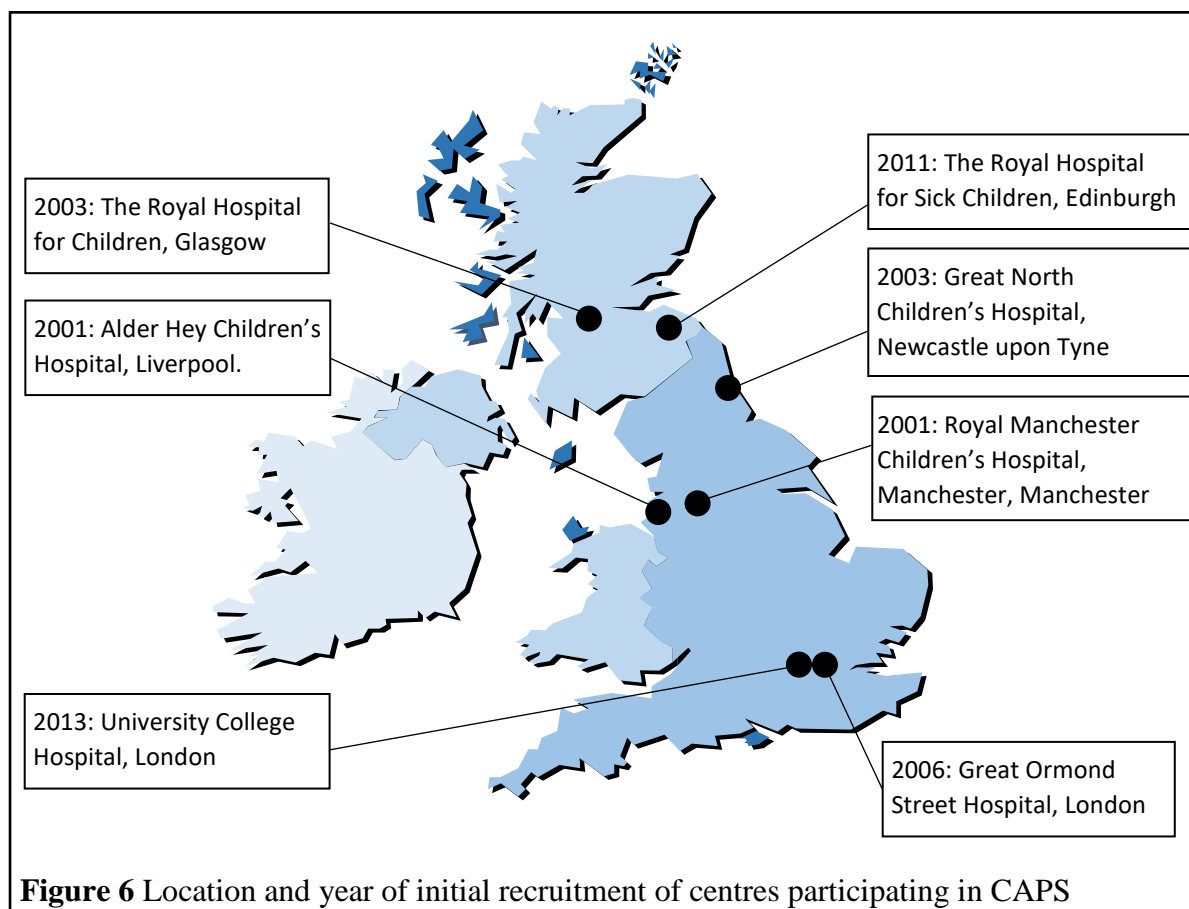 2003: The Royal Hospital
for Children, Glasgow
2001: Alder Hey Children’s
Hospital, Liverpool.
2011: The Royal Hospital
for Sick Children, Edinburgh
2003: Great North
Children’s Hospital,
Newcastle upon Tyne
2001: Royal Manchester
Children’s Hospital,
Manchester, Manchester
2013: University College
Hospital, London
2006: Great Ormond
Street Hospital, London
Figure 6 Location and year of initial recruitment of centres participating in CAPS